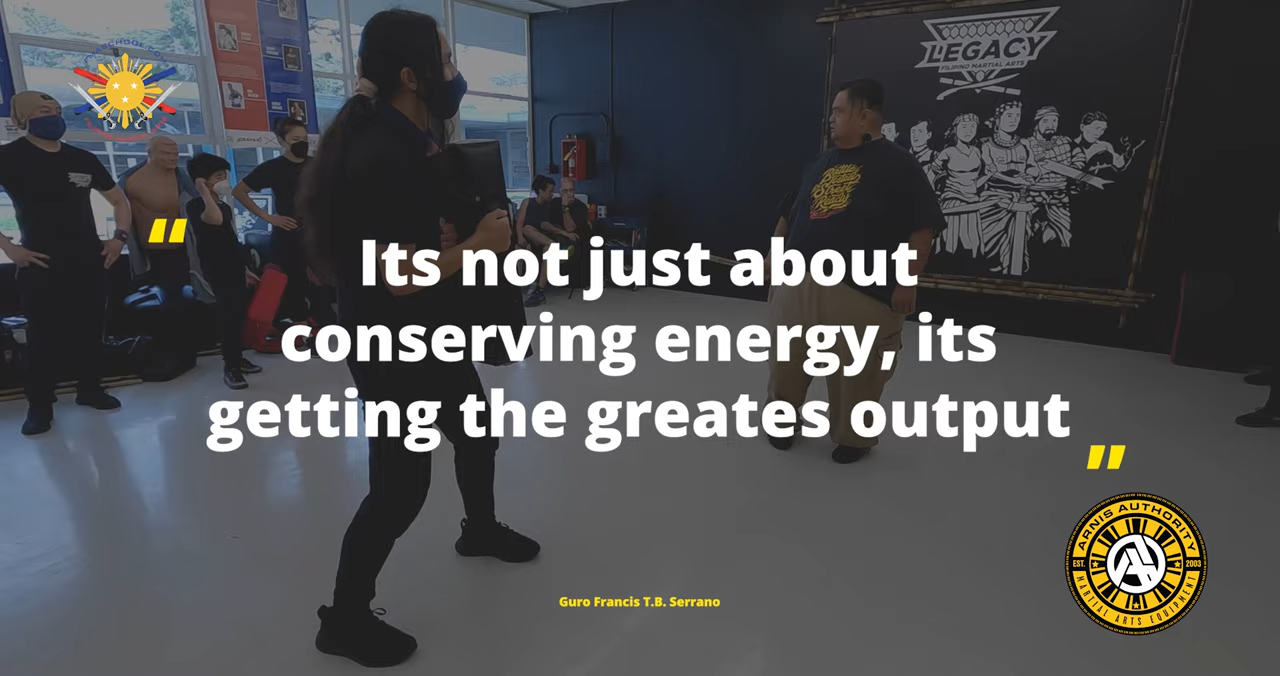 LEGACY
FILIPINO MARTIAL ARTS
“
Its not just about
conserving energy, its
getting the greates output
”
Guro Francis T.B. Serrano
ARNIS AUTHORITY
EST. 2003
MARTIAL ARTS EQUIPMENT